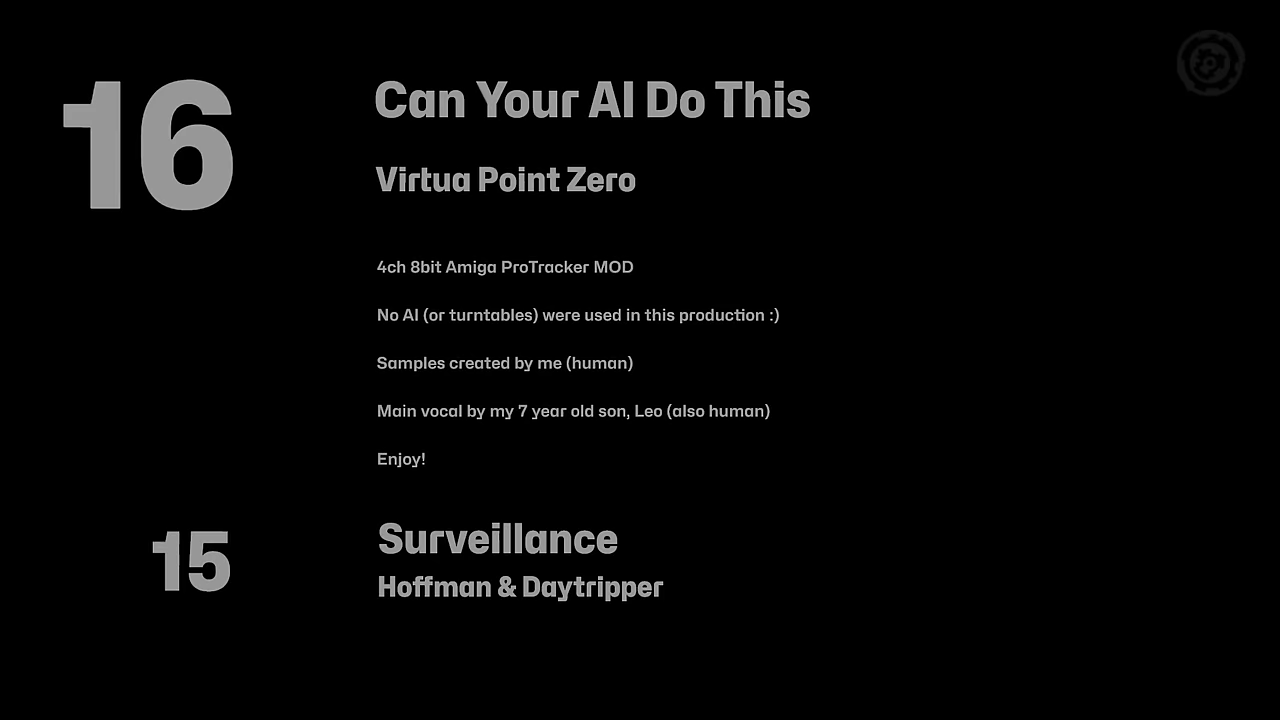 16
Can Your AI Do This
Virtua Point Zero
4ch 8bit Amiga ProTracker MOD
No AI (or turntables) were used in this production :)
Samples created by me (human)
Main vocal by my 7 year old son, Leo (also human)
Enjoy!
15
Surveillance
Hoffman & Daytripper